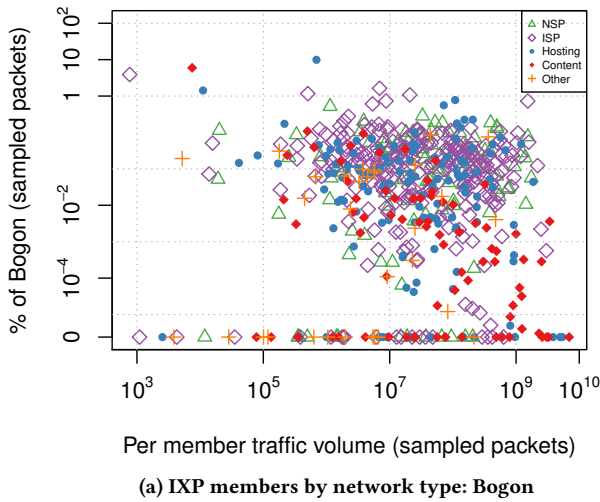 % of Bogon (sampled packets)
10 10²
1
10⁻²
10⁻⁴
0
NSP
ISP
Hosting
Content
Other
10³ 10⁵ 10⁷ 10⁹ 10¹⁰
Per member traffic volume (sampled packets)
(a) IXP members by network type: Bogon